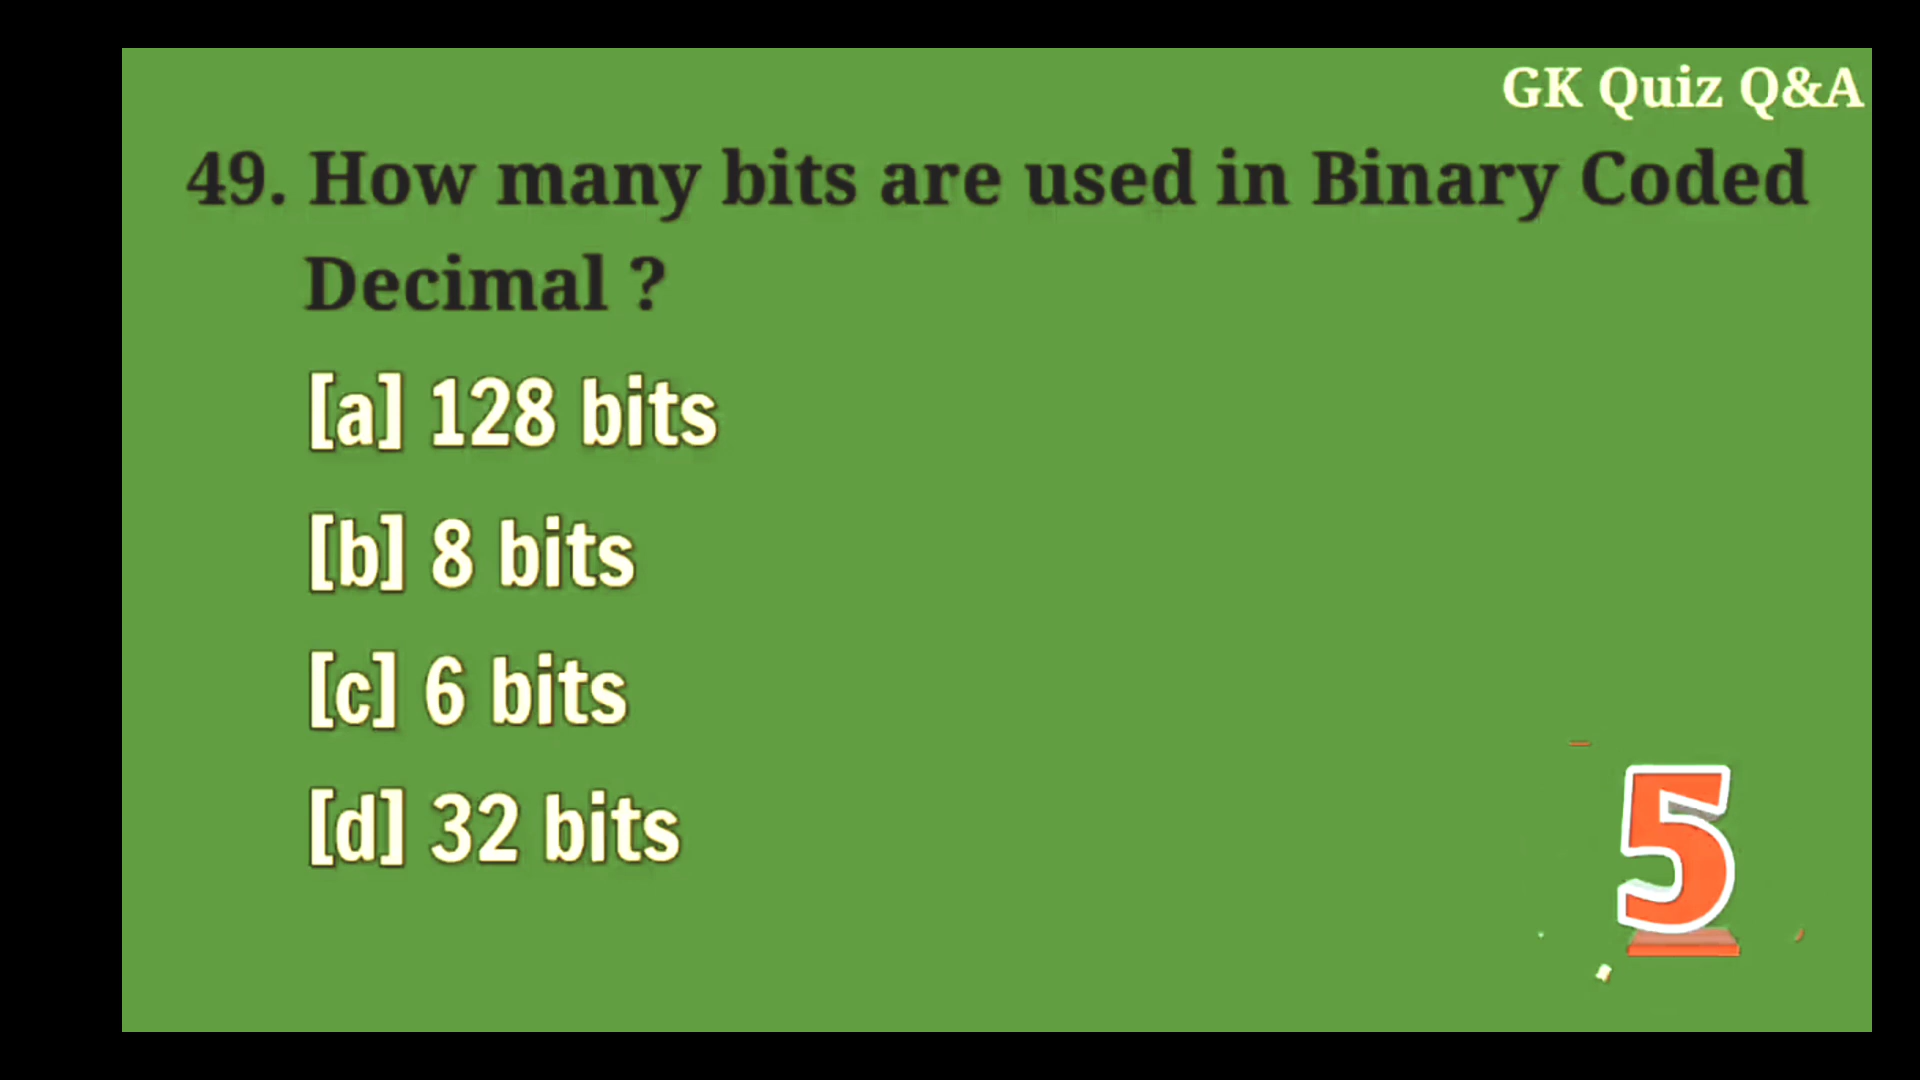 GK Quiz Q&A
49. How many bits are used in Binary Coded
Decimal ?
[a] 128 bits
[b] 8 bits
[c] 6 bits
[d] 32 bits
5